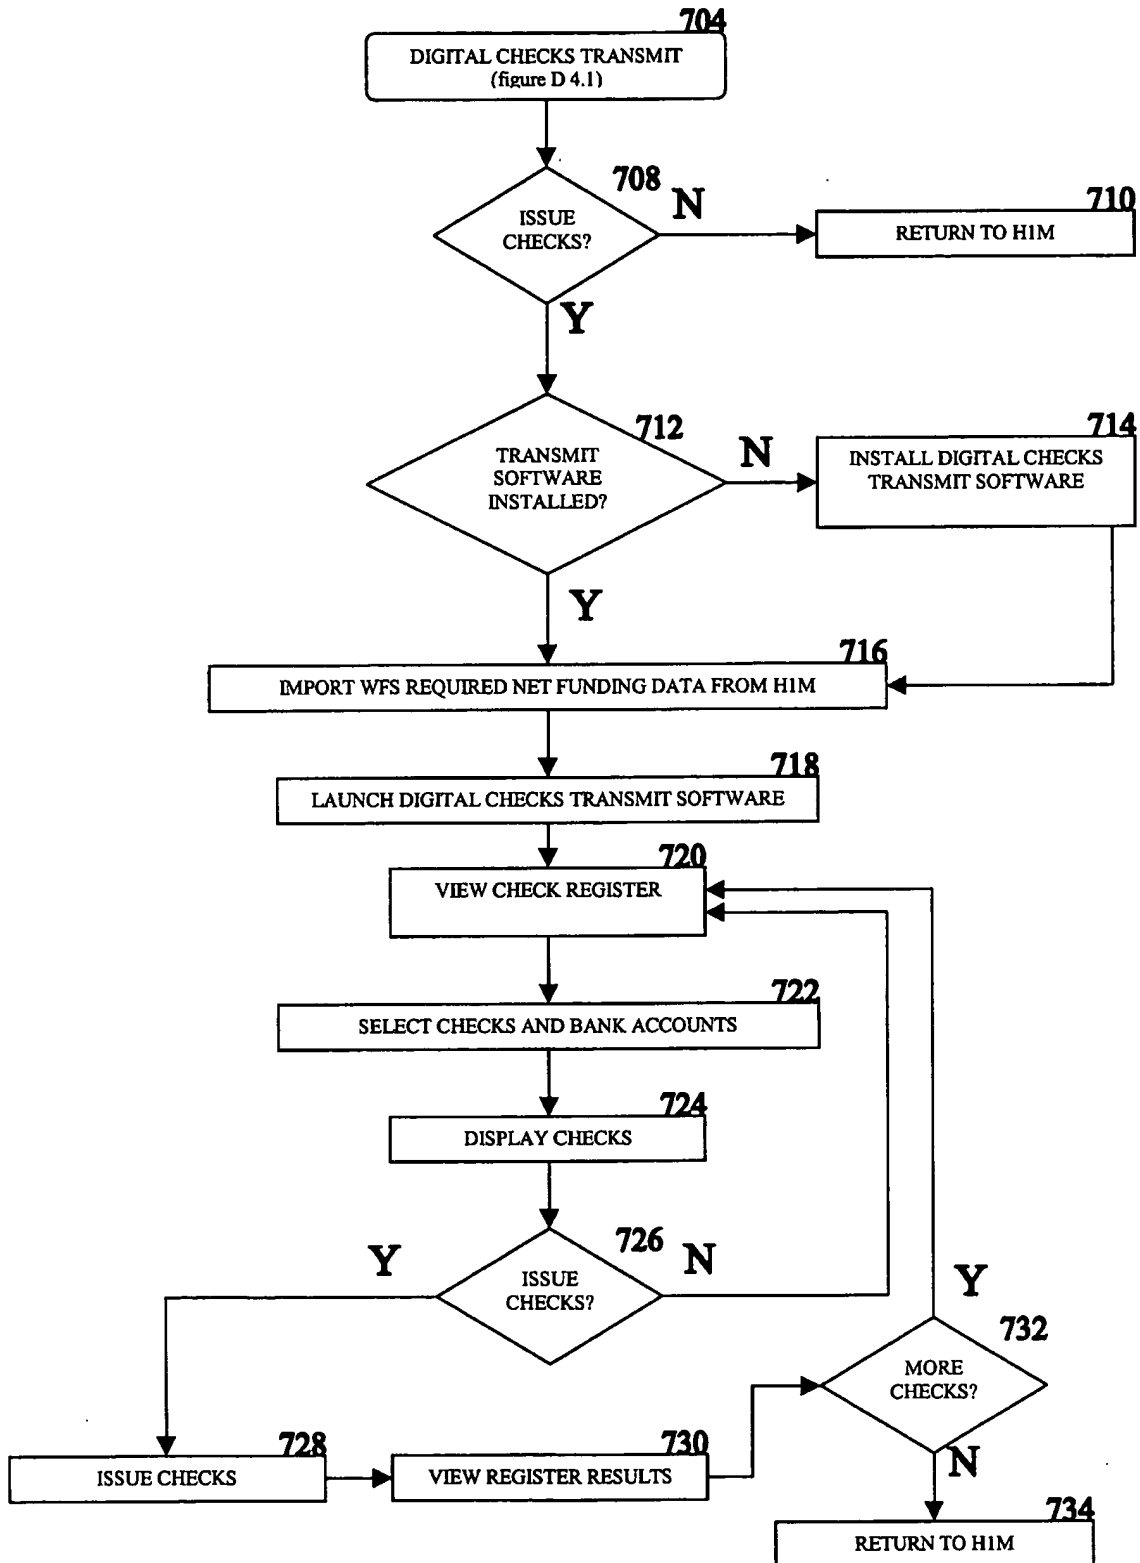 704
DIGITAL CHECKS TRANSMIT
(figure D 4.1)
708
ISSUE
CHECKS?
N
710
RETURN TO H1M
Y
712
TRANSMIT
SOFTWARE
INSTALLED?
N
714
INSTALL DIGITAL CHECKS
TRANSMIT SOFTWARE
Y
716
IMPORT WFS REQUIRED NET FUNDING DATA FROM H1M
718
LAUNCH DIGITAL CHECKS TRANSMIT SOFTWARE
720
VIEW CHECK REGISTER
722
SELECT CHECKS AND BANK ACCOUNTS
724
DISPLAY CHECKS
726
Y
ISSUE
CHECKS?
N
Y
732
MORE
CHECKS?
728
ISSUE CHECKS
730
VIEW REGISTER RESULTS
N
734
RETURN TO H1M